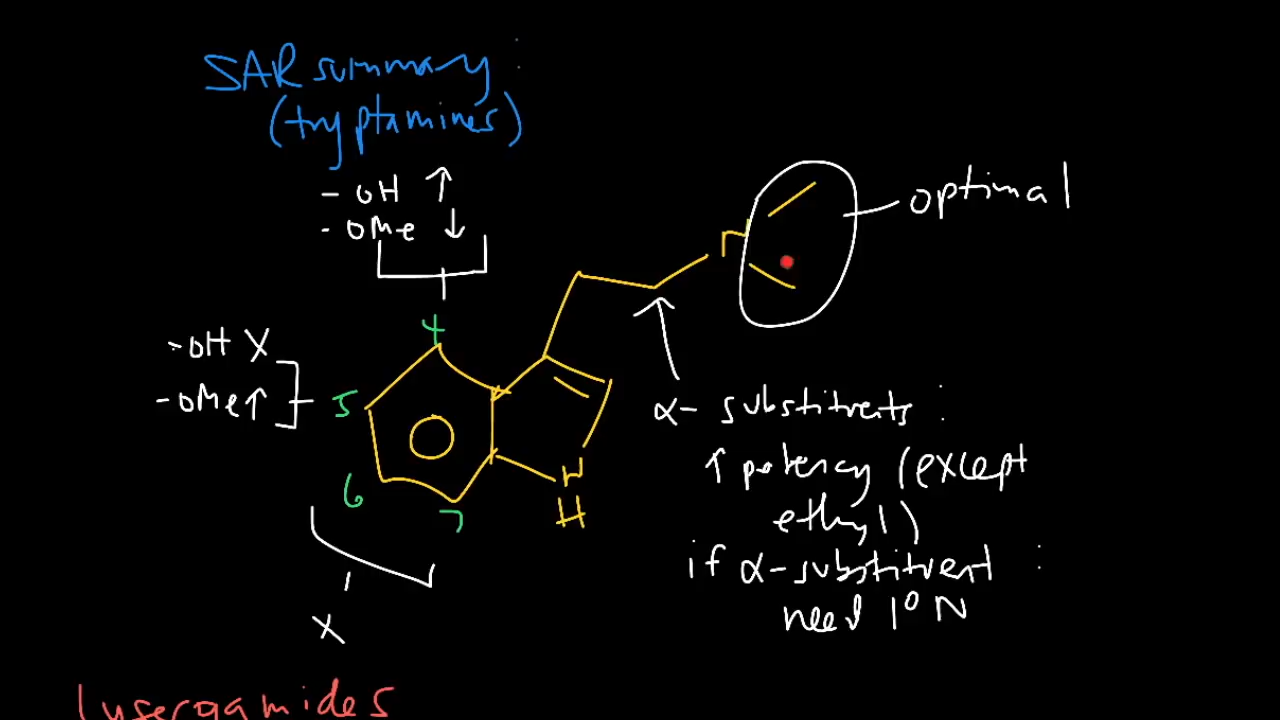 SAR summary :
(tryptamines)
- OH ↑
- OMe ↓
optimal
N
4
- OH X
- OMe ↑
5
6
7
N
H
X
α- substituents :
↑ potency (except
ethyl)
if α-substituent :
need 1° N
lysergamides